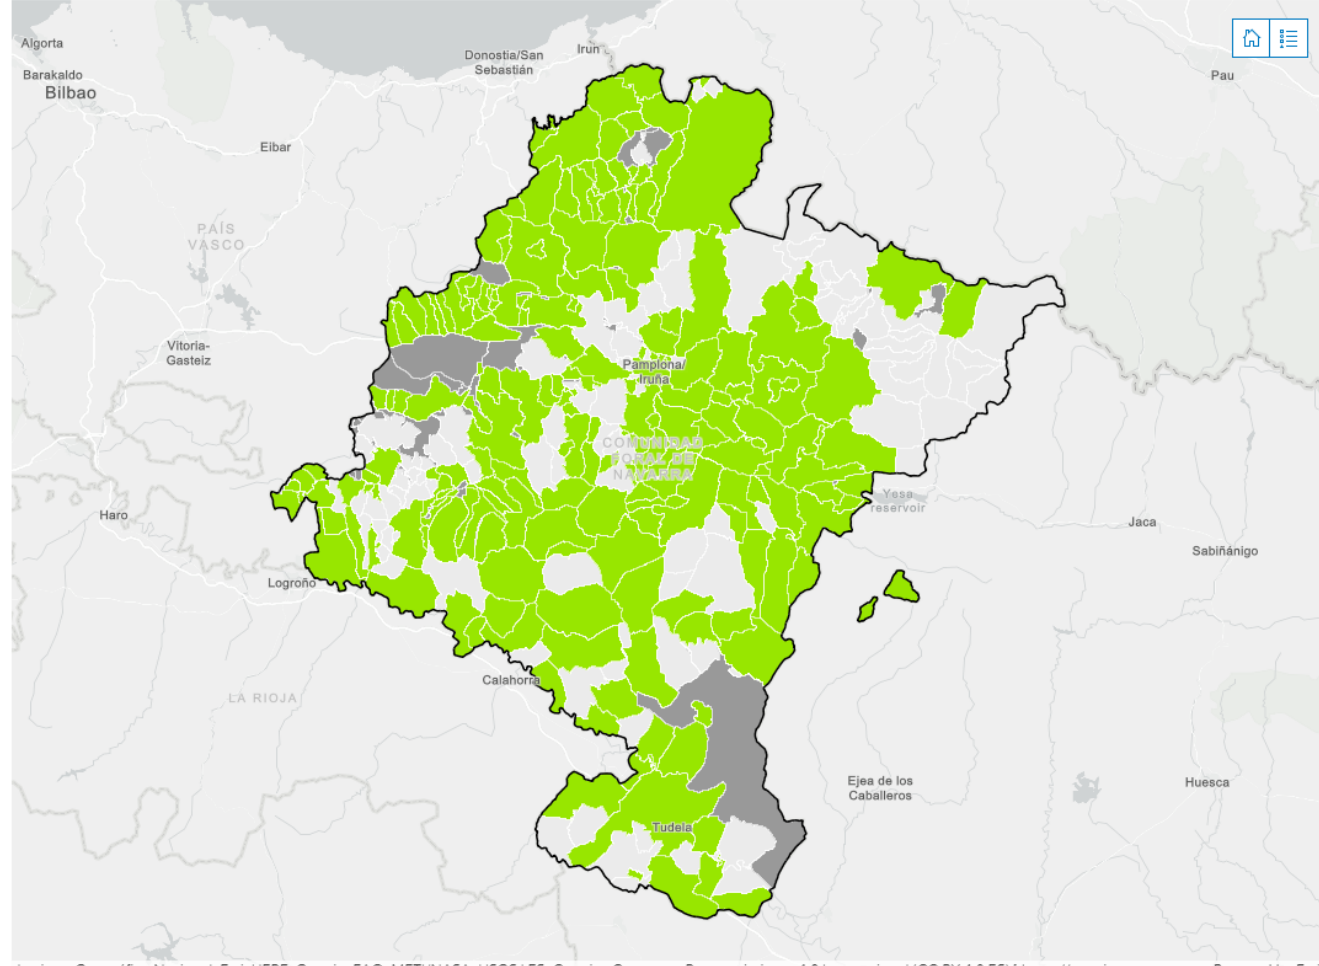 Algorta
Barakaldo
Bilbao
Donostia/San
Sebastián
Irun
Pau
Eibar
PAÍS
VASCO
Vitoria-
Gasteiz
Pamplona/
Iruña
COMUNIDAD
FORAL DE
NAVARRA
Yesa
reservoir
Haro
Jaca
Sabiñánigo
Logroño
Calahorra
LA RIOJA
Ejea de los
Caballeros
Huesca
Tudela